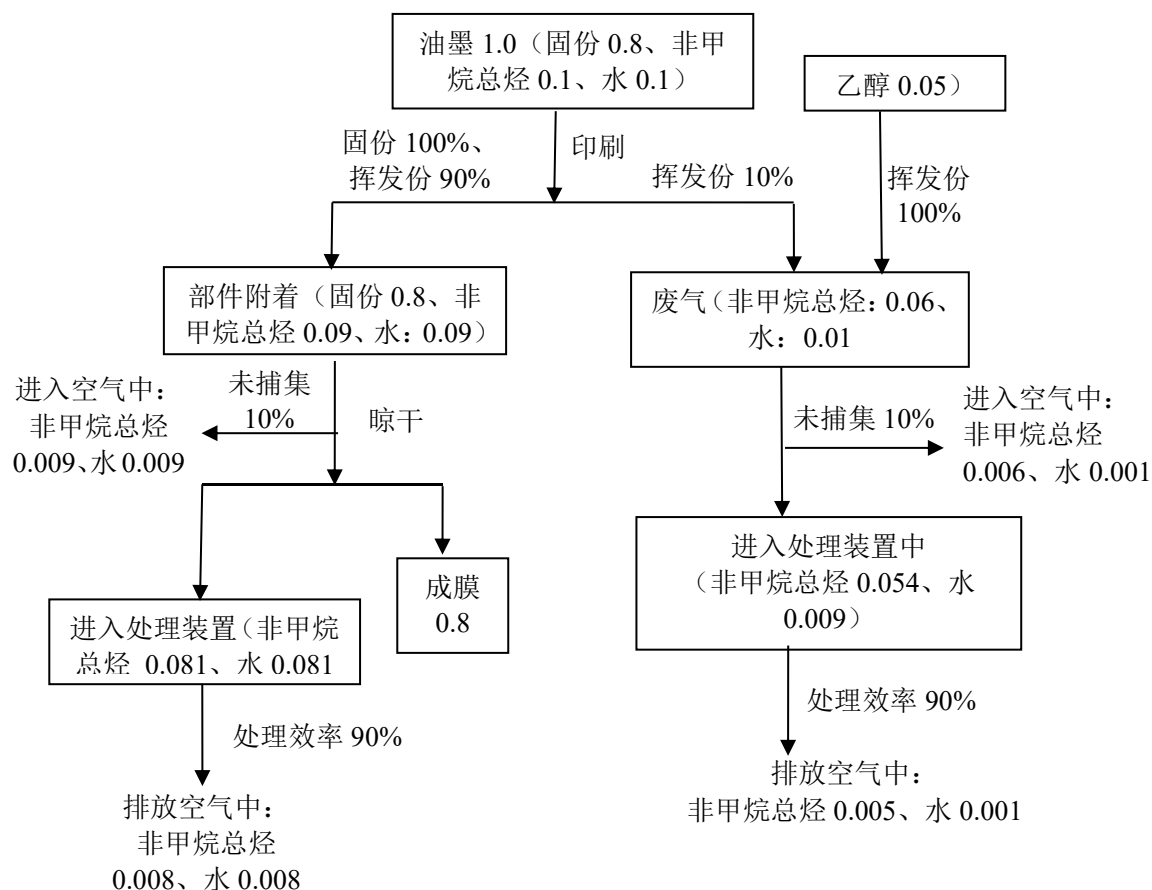 油墨 1.0（固份 0.8、非甲
烷总烃 0.1、水 0.1）
乙醇 0.05）
固份 100%、
挥发份 90%
印刷
挥发份 10%
挥发份
100%
部件附着（固份 0.8、非
甲烷总烃 0.09、水：0.09）
废气（非甲烷总烃：0.06、
水：0.01
进入空气中：
非甲烷总烃
0.009、水 0.009
未捕集
10%
晾干
未捕集 10%
进入空气中：
非甲烷总烃
0.006、水 0.001
进入处理装置（非甲烷
总烃 0.081、水 0.081
成膜
0.8
进入处理装置中
（非甲烷总烃 0.054、水
0.009）
处理效率 90%
处理效率 90%
排放空气中：
非甲烷总烃
0.008、水 0.008
排放空气中：
非甲烷总烃 0.005、水 0.001